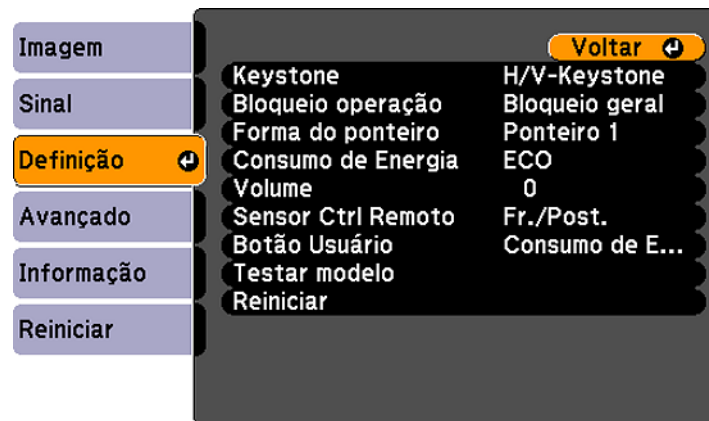 Imagem
Sinal
Definição
Avançado
Informação
Reiniciar
Voltar
Keystone H/V-Keystone
Bloqueio operação Bloqueio geral
Forma do ponteiro Ponteiro 1
Consumo de Energia ECO
Volume 0
Sensor Ctrl Remoto Fr./Post.
Botão Usuário Consumo de E...
Testar modelo
Reiniciar